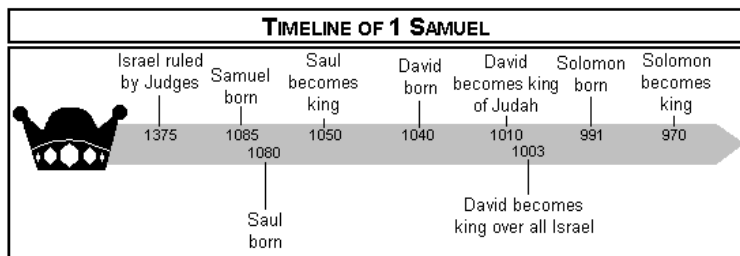 TIMELINE OF 1 SAMUEL
Israel ruled
by Judges
Samuel
born
Saul
becomes
king
David
born
David
becomes king
of Judah
Solomon
born
Solomon
becomes
king
1375
1085
1050
1040
1010
991
970
1080
1003
Saul
born
David becomes
king over all Israel